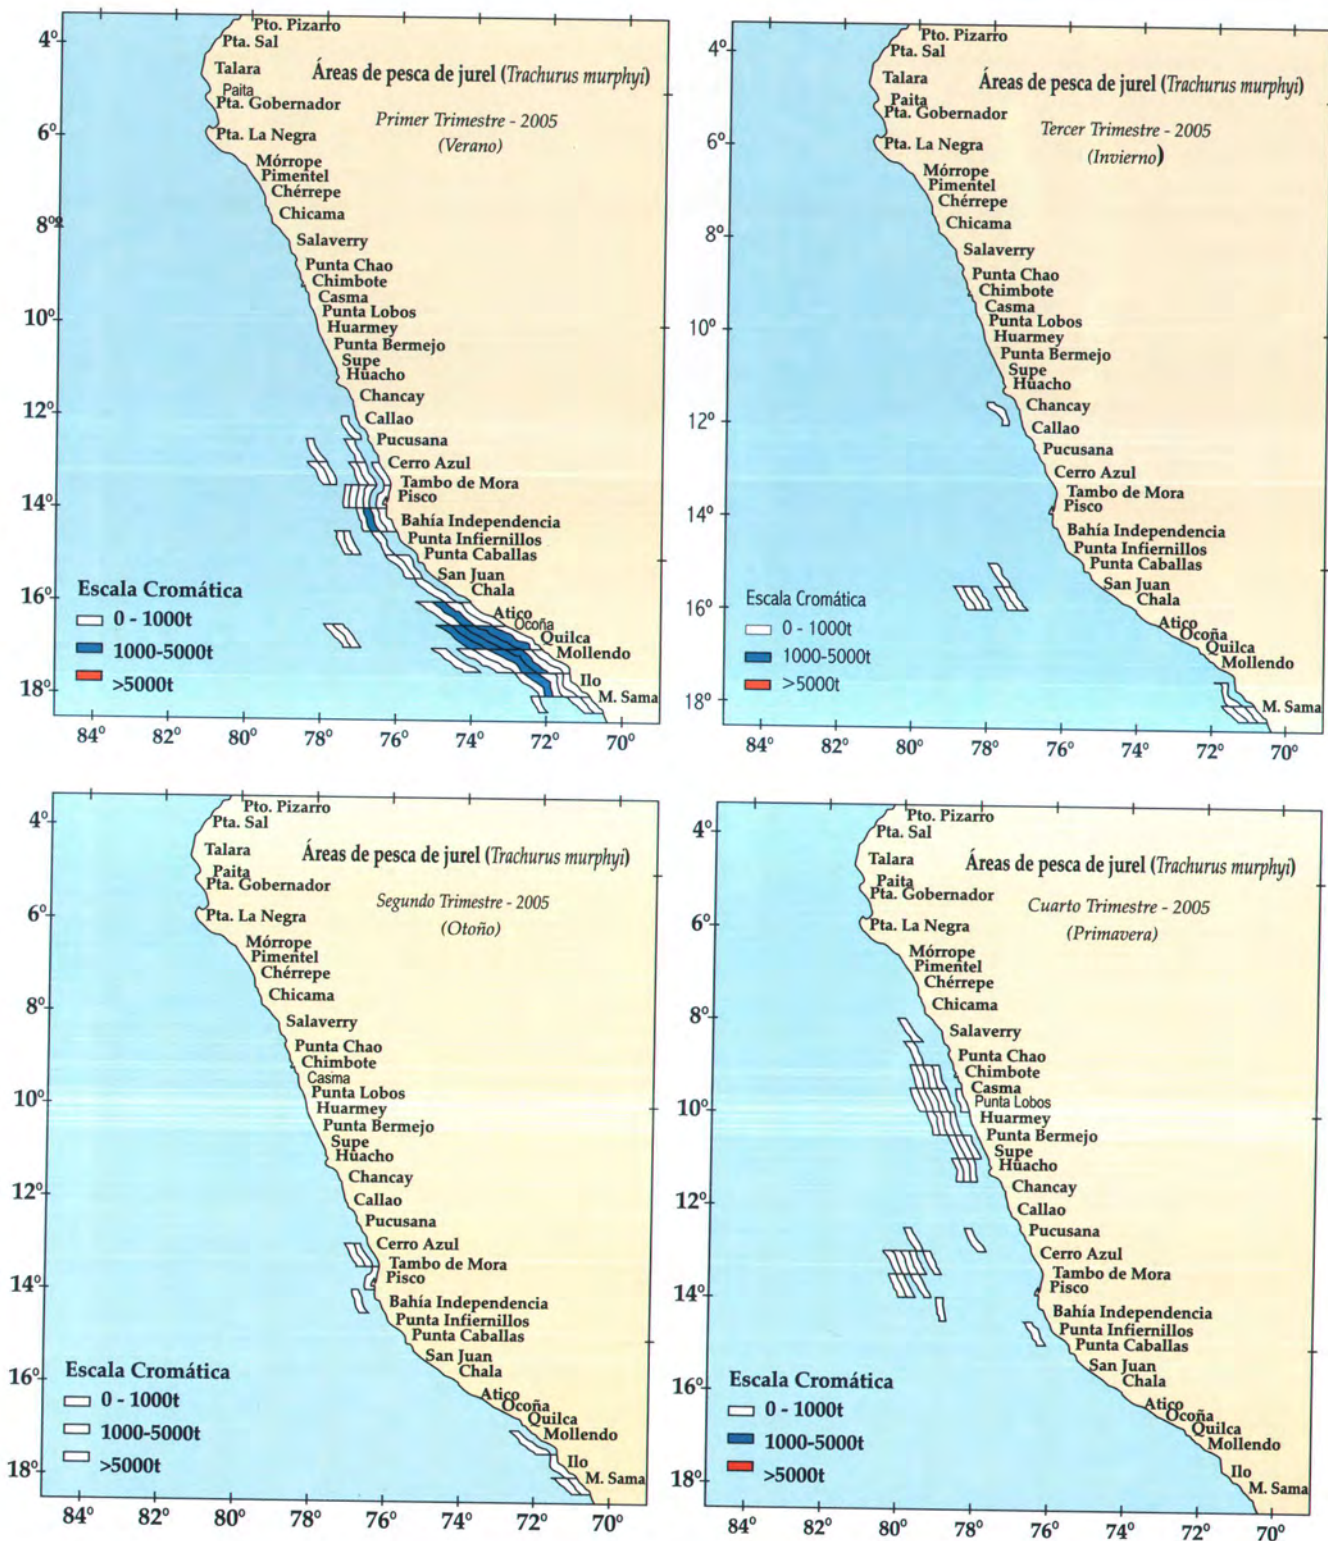 Pto. Pizarro
4°
Pta. Sal
Talara
Áreas de pesca de jurel (Trachurus murphyi)
Paita
Pta. Gobernador
Primer Trimestre - 2005
6°
Pta. La Negra
(Verano)
Mórrope
Pimentel
Chérrepe
Chicama
8°
Salaverry
Punta Chao
Chimbote
Casma
10°
Punta Lobos
Huarmey
Punta Bermejo
Supe
Huacho
Chancay
12°
Callao
Pucusana
Cerro Azul
Tambo de Mora
14°
Pisco
Bahía Independencia
Punta Infiernillos
Punta Caballas
San Juan
Escala Cromática
Chala
16°
0 - 1000t
Atico
Ocoña
Quilca
1000-5000t
Mollendo
>5000t
Ilo
18°
M. Sama
84° 82° 80° 78° 76° 74° 72° 70°
Pto. Pizarro
4°
Pta. Sal
Talara
Áreas de pesca de jurel (Trachurus murphyi)
Paita
Pta. Gobernador
Tercer Trimestre - 2005
6°
Pta. La Negra
(Invierno)
Mórrope
Pimentel
Chérrepe
Chicama
8°
Salaverry
Punta Chao
Chimbote
Casma
Punta Lobos
10°
Huarmey
Punta Bermejo
Supe
Huacho
Chancay
12°
Callao
Pucusana
Cerro Azul
Tambo de Mora
Pisco
14°
Bahía Independencia
Punta Infiernillos
Punta Caballas
San Juan
Escala Cromática
Chala
16°
0 - 1000t
Atico
Ocoña
Quilca
1000-5000t
Mollendo
>5000t
18°
M. Sama
84° 82° 80° 78° 76° 74° 72° 70°
Pto. Pizarro
4°
Pta. Sal
Talara
Áreas de pesca de jurel (Trachurus murphyi)
Paita
Pta. Gobernador
Segundo Trimestre - 2005
6°
Pta. La Negra
(Otoño)
Mórrope
Pimentel
Chérrepe
Chicama
8°
Salaverry
Punta Chao
Chimbote
Casma
10°
Punta Lobos
Huarmey
Punta Bermejo
Supe
Huacho
Chancay
12°
Callao
Pucusana
Cerro Azul
Tambo de Mora
14°
Pisco
Bahía Independencia
Punta Infiernillos
Punta Caballas
San Juan
Escala Cromática
Chala
16°
0 - 1000t
Atico
Ocoña
Quilca
1000-5000t
Mollendo
>5000t
Ilo
18°
M. Sama
84° 82° 80° 78° 76° 74° 72° 70°
Pto. Pizarro
4°
Pta. Sal
Talara
Áreas de pesca de jurel (Trachurus murphyi)
Paita
Pta. Gobernador
Cuarto Trimestre - 2005
6°
Pta. La Negra
(Primavera)
Mórrope
Pimentel
Chérrepe
Chicama
8°
Salaverry
Punta Chao
Chimbote
Casma
Punta Lobos
10°
Huarmey
Punta Bermejo
Supe
Huacho
Chancay
12°
Callao
Pucusana
Cerro Azul
Tambo de Mora
Pisco
14°
Bahía Independencia
Punta Infiernillos
Punta Caballas
San Juan
Escala Cromática
Chala
16°
0 - 1000t
Atico
Ocoña
Quilca
1000-5000t
Mollendo
>5000t
Ilo
18°
M. Sama
84° 82° 80° 78° 76° 74° 72° 70°